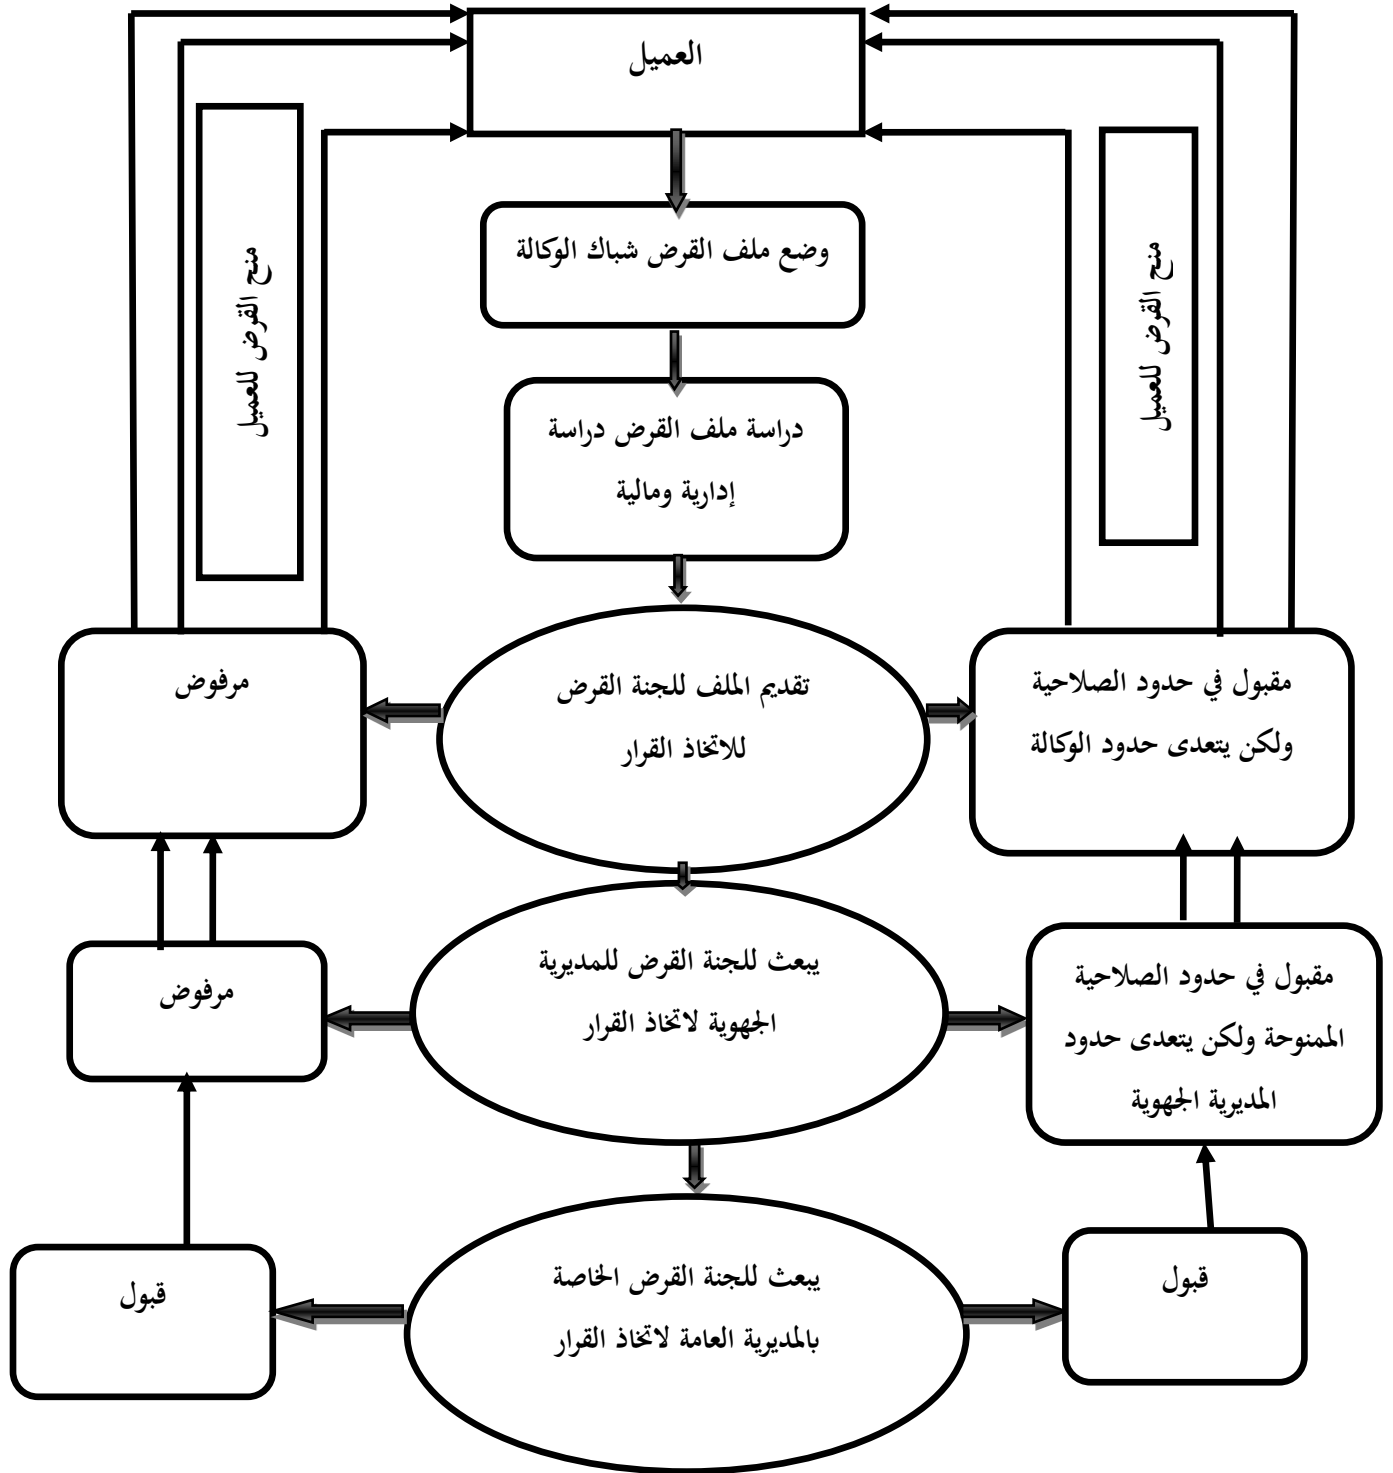 العميل
منح القرض للعميل
منح القرض للعميل
وضع ملف القرض شباك الوكالة
دراسة ملف القرض دراسة
إدارية ومالية
مقبول في حدود الصلاحية
ولكن يتعدى حدود الوكالة
تقديم الملف للجنة القرض
للاتخاذ القرار
مرفوض
مقبول في حدود الصلاحية
الممنوحة ولكن يتعدى حدود
المديرية الجهوية
يبعث للجنة القرض للمديرية
الجهوية لاتخاذ القرار
مرفوض
قبول
يبعث للجنة القرض الخاصة
بالمديرية العامة لاتخاذ القرار
قبول